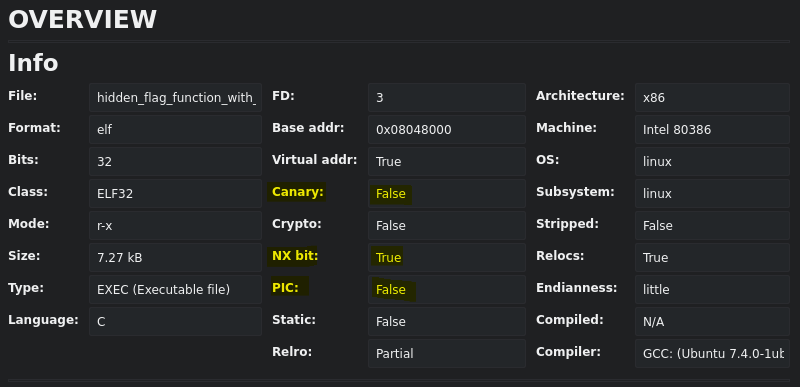 OVERVIEW
Info
File: hidden_flag_function_with_ FD: 3 Architecture: x86
Format: elf Base addr: 0x08048000 Machine: Intel 80386
Bits: 32 Virtual addr: True OS: linux
Class: ELF32 Canary: False Subsystem: linux
Mode: r-x Crypto: False Stripped: False
Size: 7.27 kB NX bit: True Relocs: True
Type: EXEC (Executable file) PIC: False Endianness: little
Language: C Static: False Compiled: N/A
Relro: Partial Compiler: GCC: (Ubuntu 7.4.0-1ub